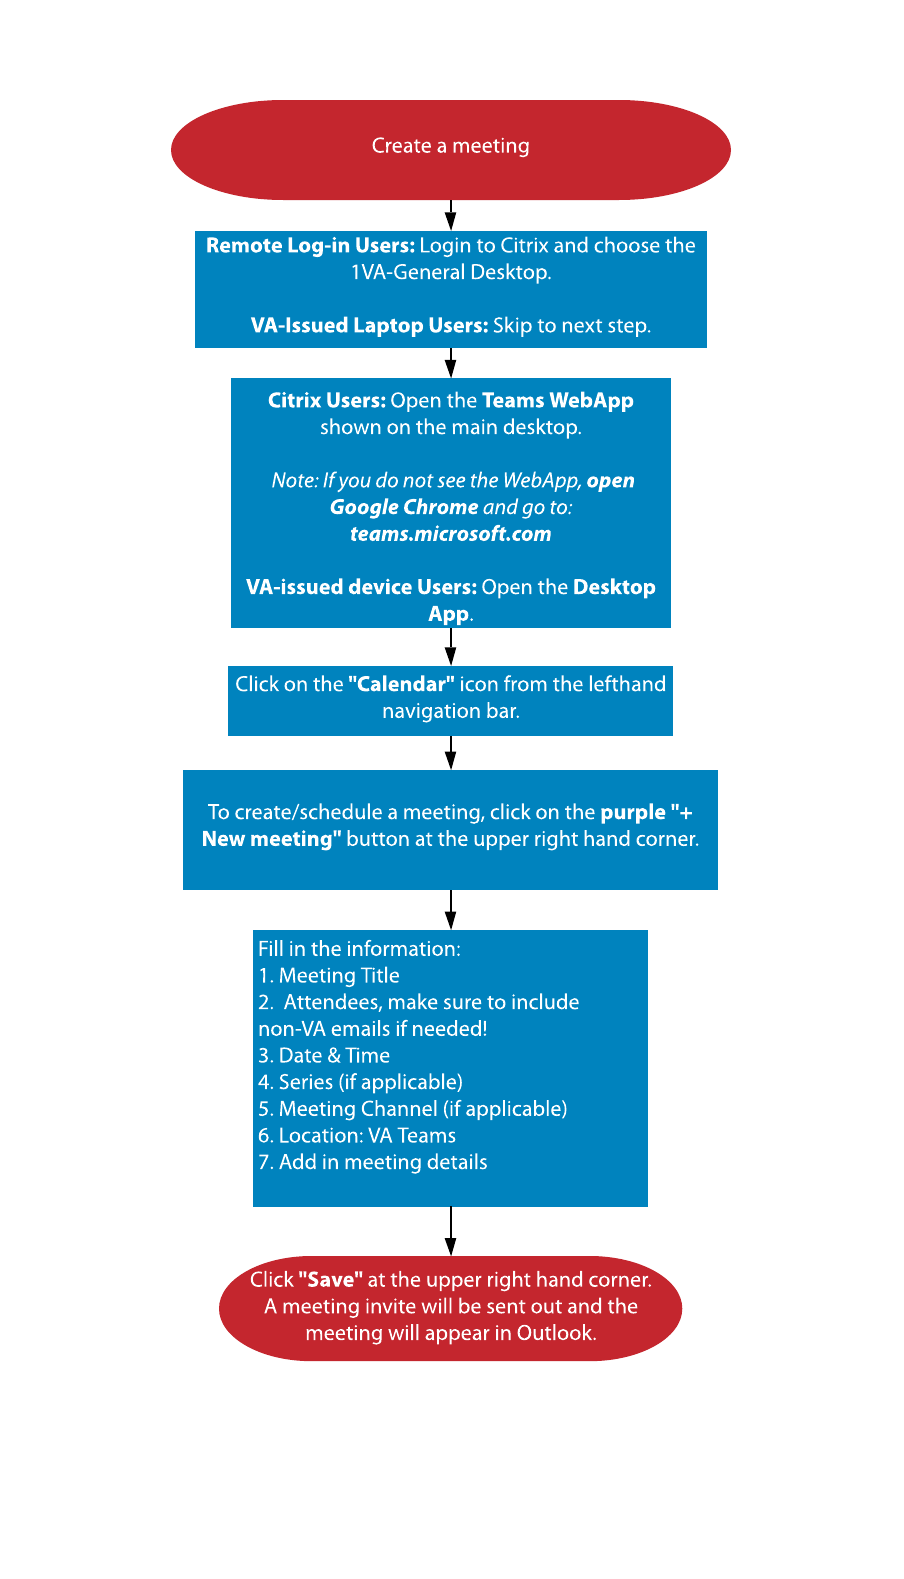 Create a meeting
Remote Log-in Users: Login to Citrix and choose the
1VA-General Desktop.
VA-Issued Laptop Users: Skip to next step.
Citrix Users: Open the Teams WebApp
shown on the main desktop.
Note: If you do not see the WebApp, open
Google Chrome and go to:
teams.microsoft.com
VA-issued device Users: Open the Desktop
App.
Click on the "Calendar" icon from the lefthand
navigation bar.
To create/schedule a meeting, click on the purple "+
New meeting" button at the upper right hand corner.
Fill in the information:
1. Meeting Title
2.  Attendees, make sure to include
non-VA emails if needed!
3. Date & Time
4. Series (if applicable)
5. Meeting Channel (if applicable)
6. Location: VA Teams
7. Add in meeting details
Click "Save" at the upper right hand corner.
A meeting invite will be sent out and the
meeting will appear in Outlook.